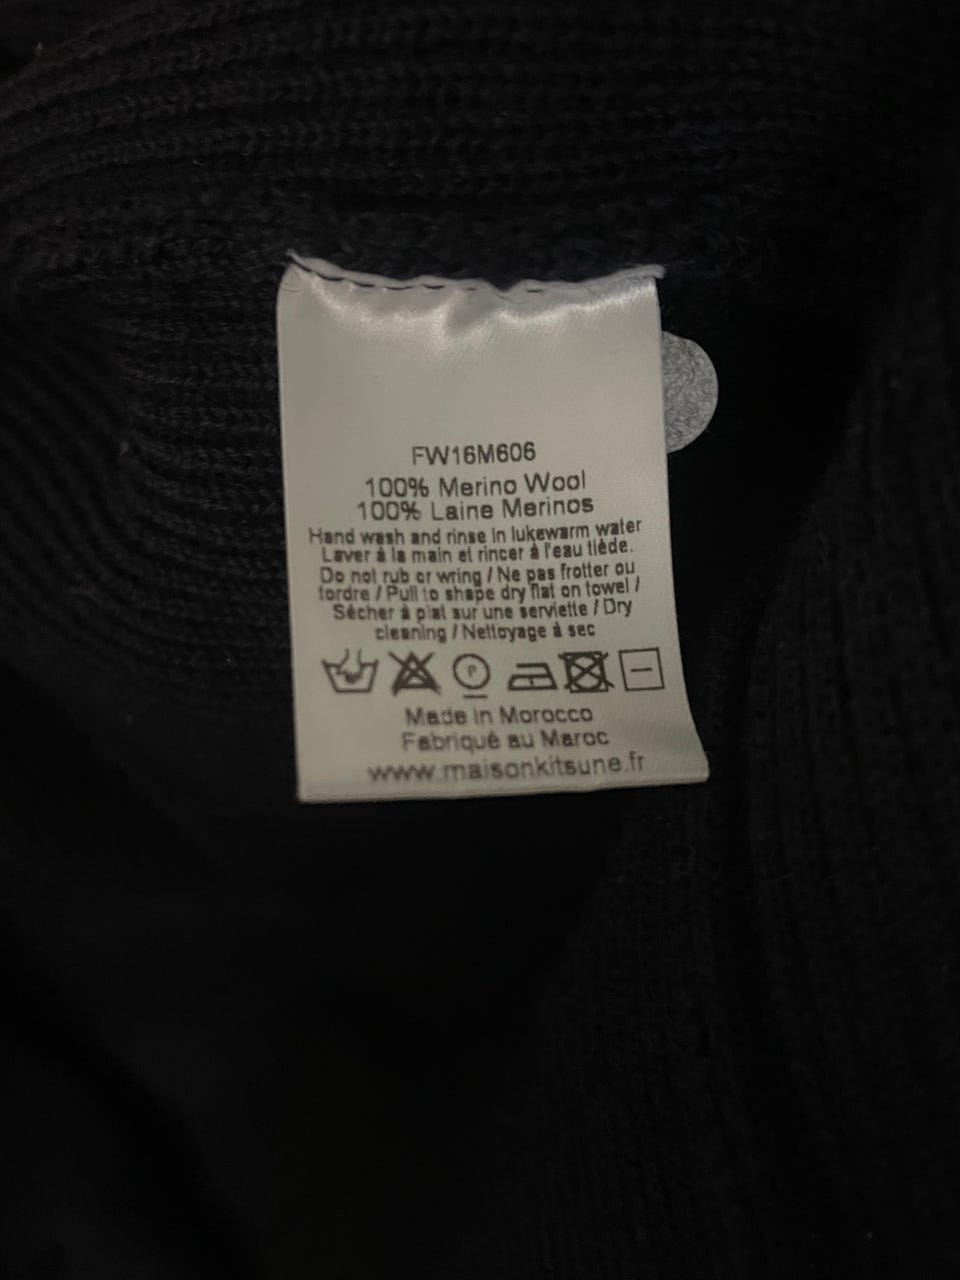 FW16M606
100% Merino Wool
100% Laine Merinos
Hand wash and rinse in lukewarm water
Laver à la main et rincer à l'eau tiède.
Do not rub or wring / Ne pas frotter ou
tordre / Pull to shape dry flat on towel /
Sècher à plat sur une serviette / Dry
cleaning / Nettoyage à sec
P
Made in Morocco
Fabriqué au Maroc
www.maisonkitsune.fr